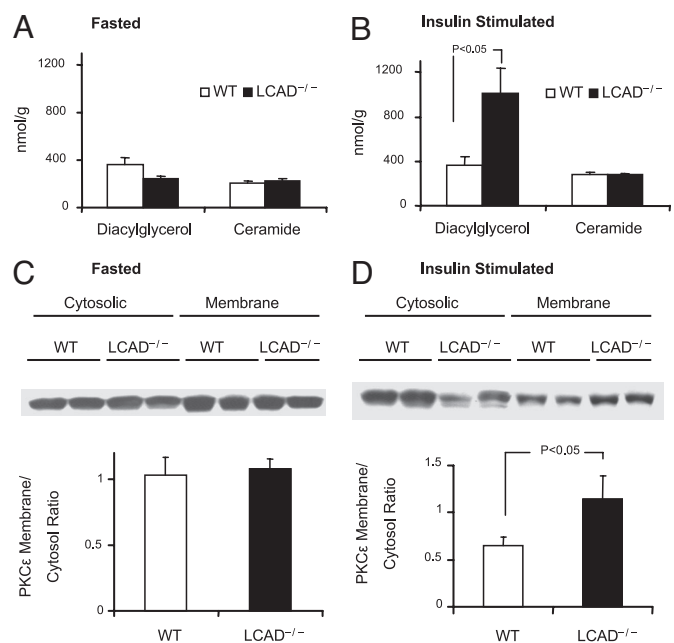 A Fasted
1200
800
400
0
nmol/g
WT LCAD⁻/⁻
Diacylglycerol Ceramide
B Insulin Stimulated
P<0.05
1200
800
400
0
nmol/g
WT LCAD⁻/⁻
Diacylglycerol Ceramide
C Fasted
Cytosolic Membrane
WT LCAD⁻/⁻ WT LCAD⁻/⁻
PKCε Membrane/
Cytosol Ratio
1
0.5
0
WT LCAD⁻/⁻
D Insulin Stimulated
Cytosolic Membrane
WT LCAD⁻/⁻ WT LCAD⁻/⁻
P<0.05
PKCε Membrane/
Cytosol Ratio
1.5
1
0.5
0
WT LCAD⁻/⁻